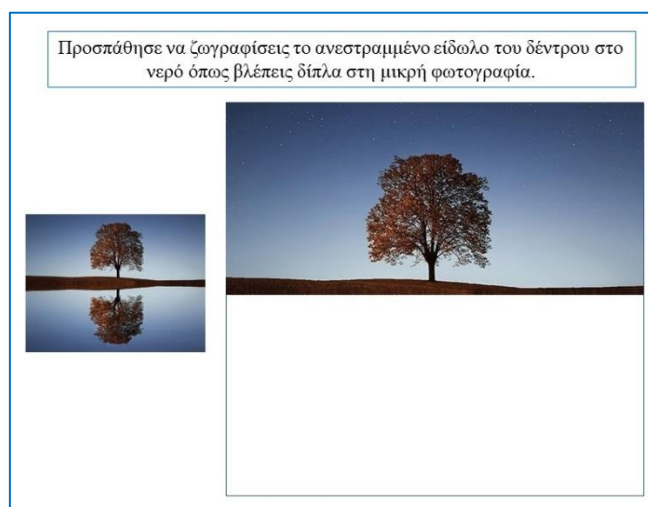 Προσπάθησε να ζωγραφίσεις το ανεστραμμένο είδωλο του δέντρου στο
νερό όπως βλέπεις δίπλα στη μικρή φωτογραφία.